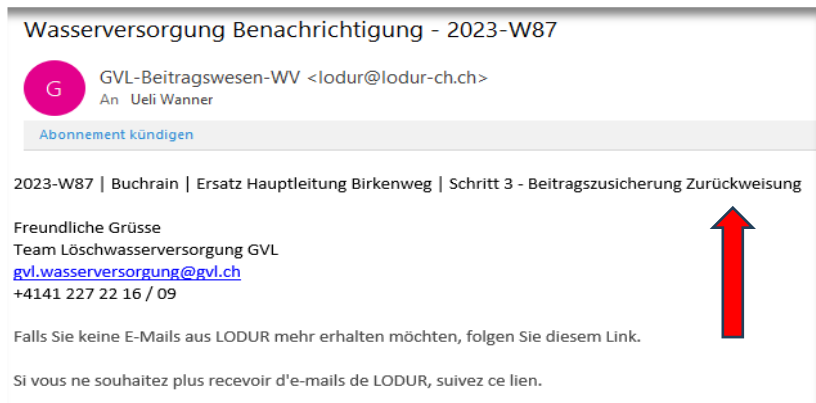 Wasserversorgung Benachrichtigung - 2023-W87
G
GVL-Beitragswesen-WV <lodur@lodur-ch.ch>
An Ueli Wanner
Abonnement kündigen
2023-W87 | Buchrain | Ersatz Hauptleitung Birkenweg | Schritt 3 - Beitragszusicherung Zurückweisung
Freundliche Grüsse
Team Löschwasserversorgung GVL
gvl.wasserversorgung@gvl.ch
+4141 227 22 16 / 09
Falls Sie keine E-Mails aus LODUR mehr erhalten möchten, folgen Sie diesem Link.
Si vous ne souhaitez plus recevoir d'e-mails de LODUR, suivez ce lien.